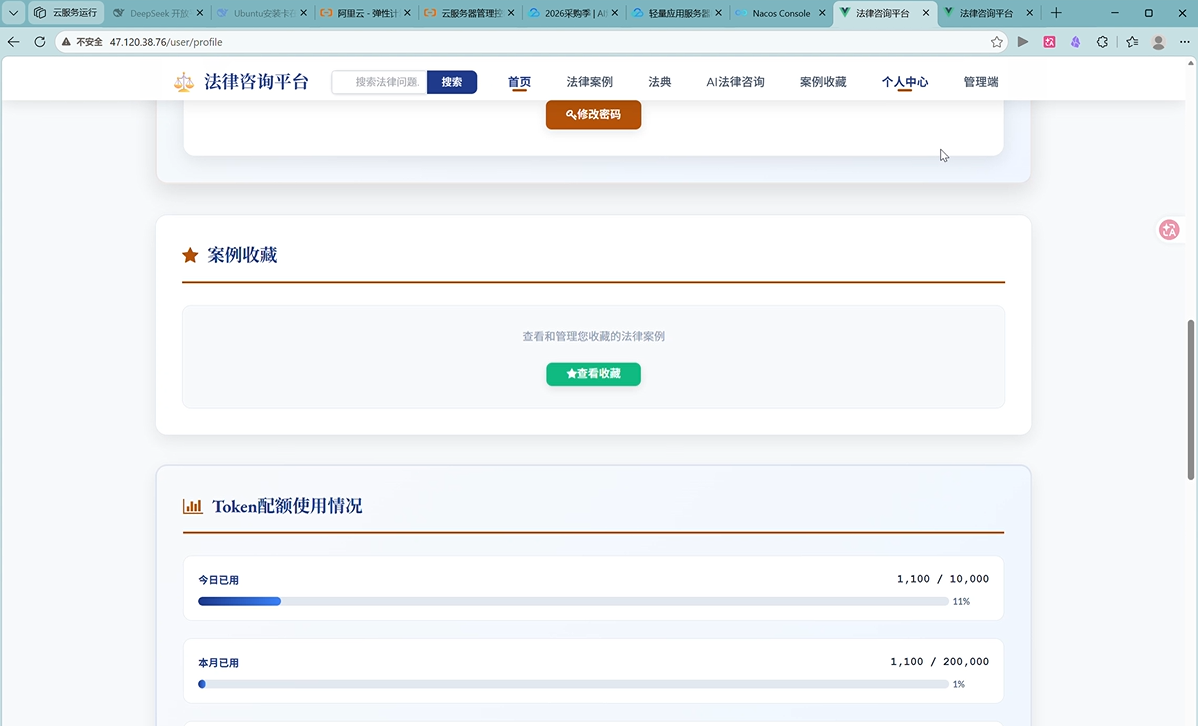 云服务运行
DeepSeek 开放
Ubuntu安装卡在
阿里云 - 弹性计
云服务器管理控
2026采购季 | AI
轻量应用服务器
Nacos Console
法律咨询平台
法律咨询平台
不安全 47.120.38.76/user/profile
法律咨询平台
搜索法律问题.
搜索
首页
法律案例
法典
AI法律咨询
案例收藏
个人中心
管理端
修改密码
案例收藏
查看和管理您收藏的法律案例
查看收藏
Token配额使用情况
今日已用
1,100 / 10,000
11%
本月已用
1,100 / 200,000
1%